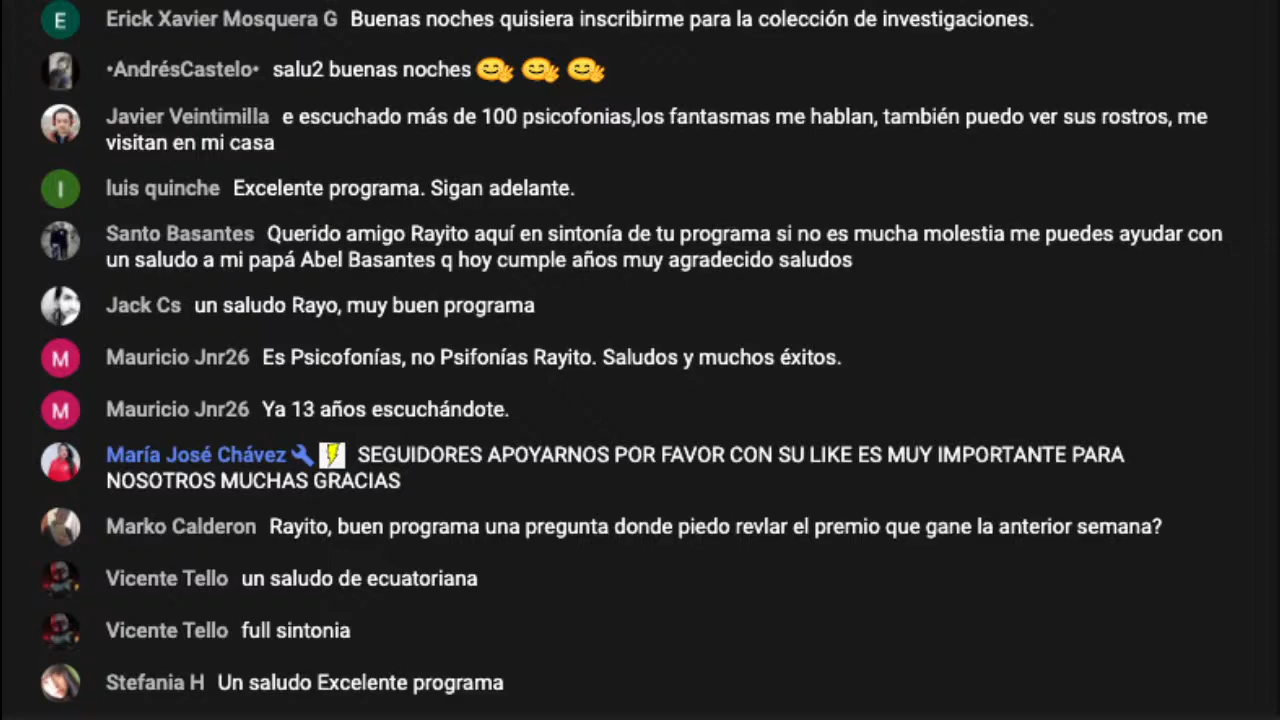 E Erick Xavier Mosquera G Buenas noches quisiera inscribirme para la colección de investigaciones.
•AndrésCastelo• salu2 buenas noches
Javier Veintimilla e escuchado más de 100 psicofonias,los fantasmas me hablan, también puedo ver sus rostros, me
visitan en mi casa
l luis quinche Excelente programa. Sigan adelante.
Santo Basantes Querido amigo Rayito aquí en sintonía de tu programa si no es mucha molestia me puedes ayudar con
un saludo a mi papá Abel Basantes q hoy cumple años muy agradecido saludos
Jack Cs un saludo Rayo, muy buen programa
M Mauricio Jnr26 Es Psicofonías, no Psifonías Rayito. Saludos y muchos éxitos.
M Mauricio Jnr26 Ya 13 años escuchándote.
María José Chávez SEGUIDORES APOYARNOS POR FAVOR CON SU LIKE ES MUY IMPORTANTE PARA
NOSOTROS MUCHAS GRACIAS
Marko Calderon Rayito, buen programa una pregunta donde piedo revlar el premio que gane la anterior semana?
Vicente Tello un saludo de ecuatoriana
Vicente Tello full sintonia
Stefania H Un saludo Excelente programa